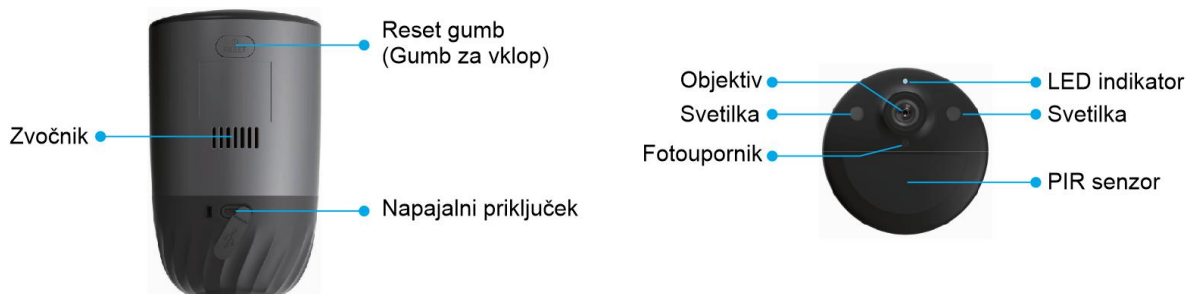 Reset gumb
(Gumb za vklop)
Zvočnik
Napajalni priključek
Objektiv
LED indikator
Svetilka
Svetilka
Fotoupornik
PIR senzor